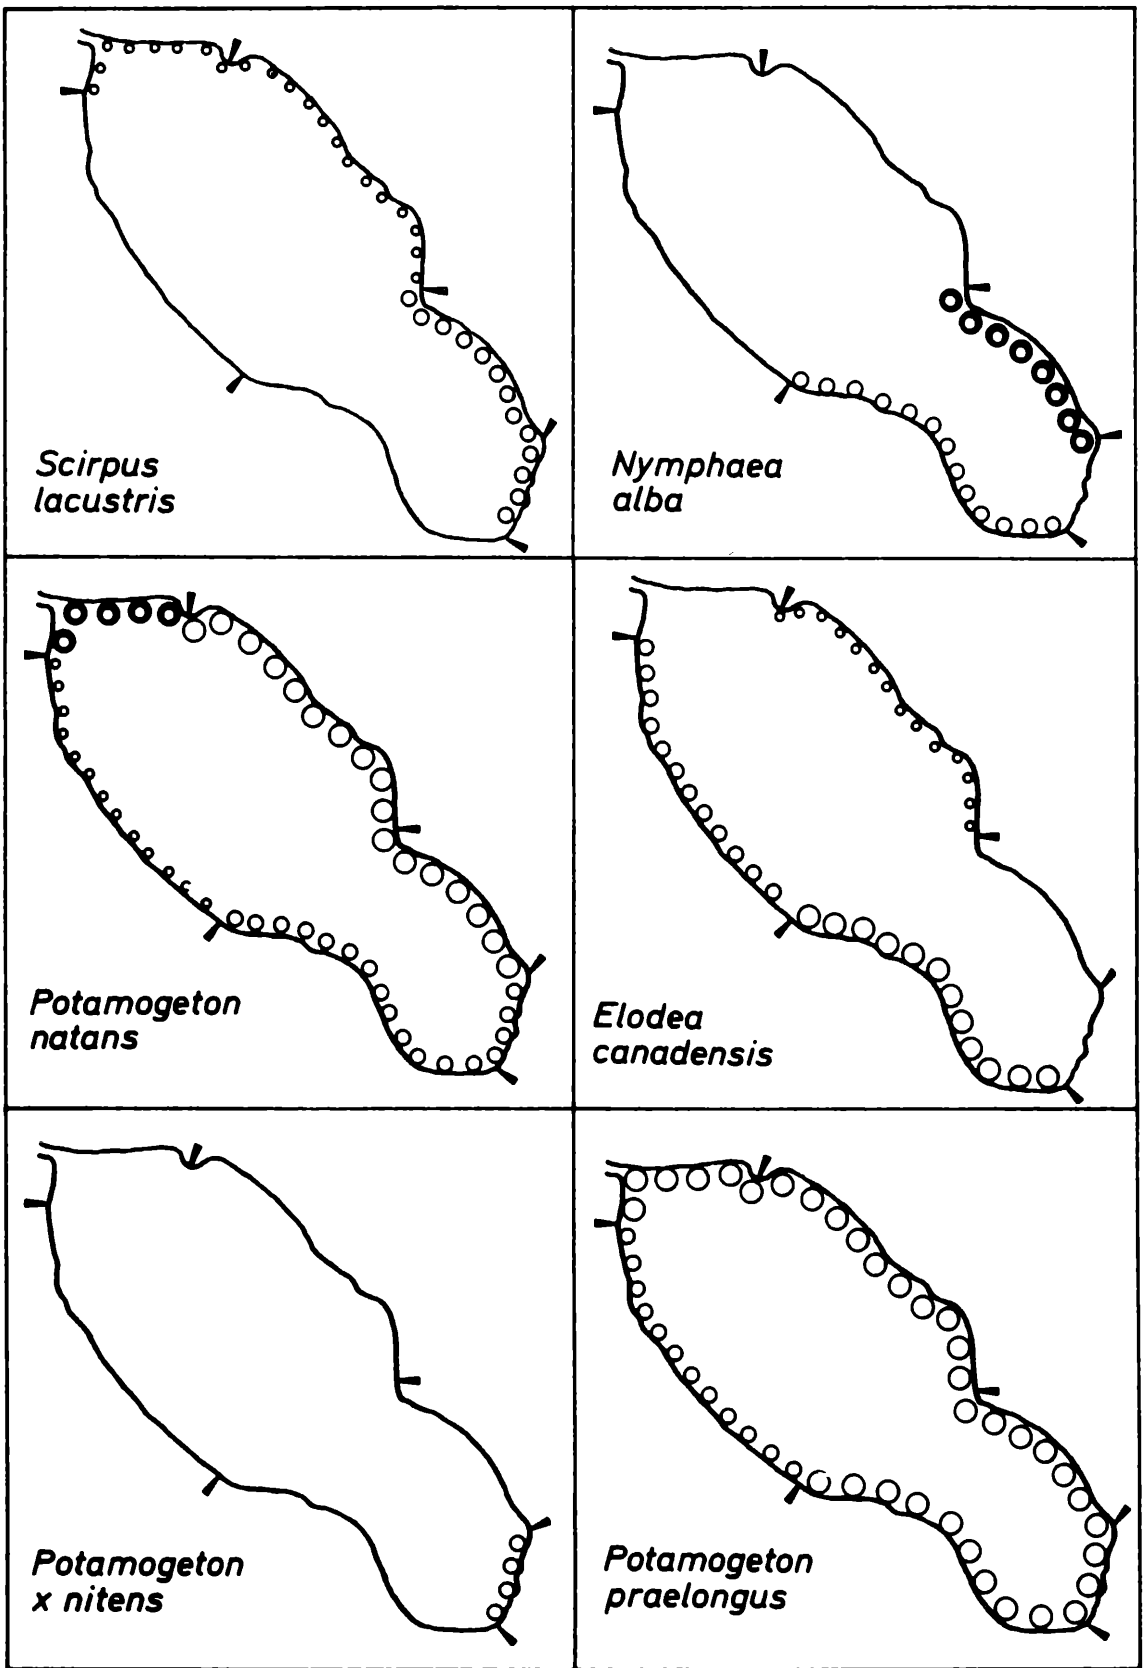 Scirpus
lacustris
Nymphaea
alba
Potamogeton
natans
Elodea
canadensis
Potamogeton
x nitens
Potamogeton
praelongus